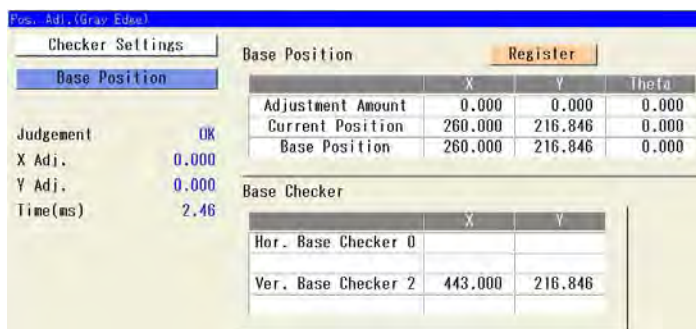 Pos. Adj.(Gray Edge)
Checker Settings
Base Position
Judgement OK
X Adj. 0.000
Y Adj. 0.000
Time(ms) 2.46
Base Position Register
X Y Theta
Adjustment Amount 0.000 0.000 0.000
Current Position 260.000 216.846 0.000
Base Position 260.000 216.846 0.000
Base Checker
X Y
Hor. Base Checker 0
Ver. Base Checker 2 443.000 216.846